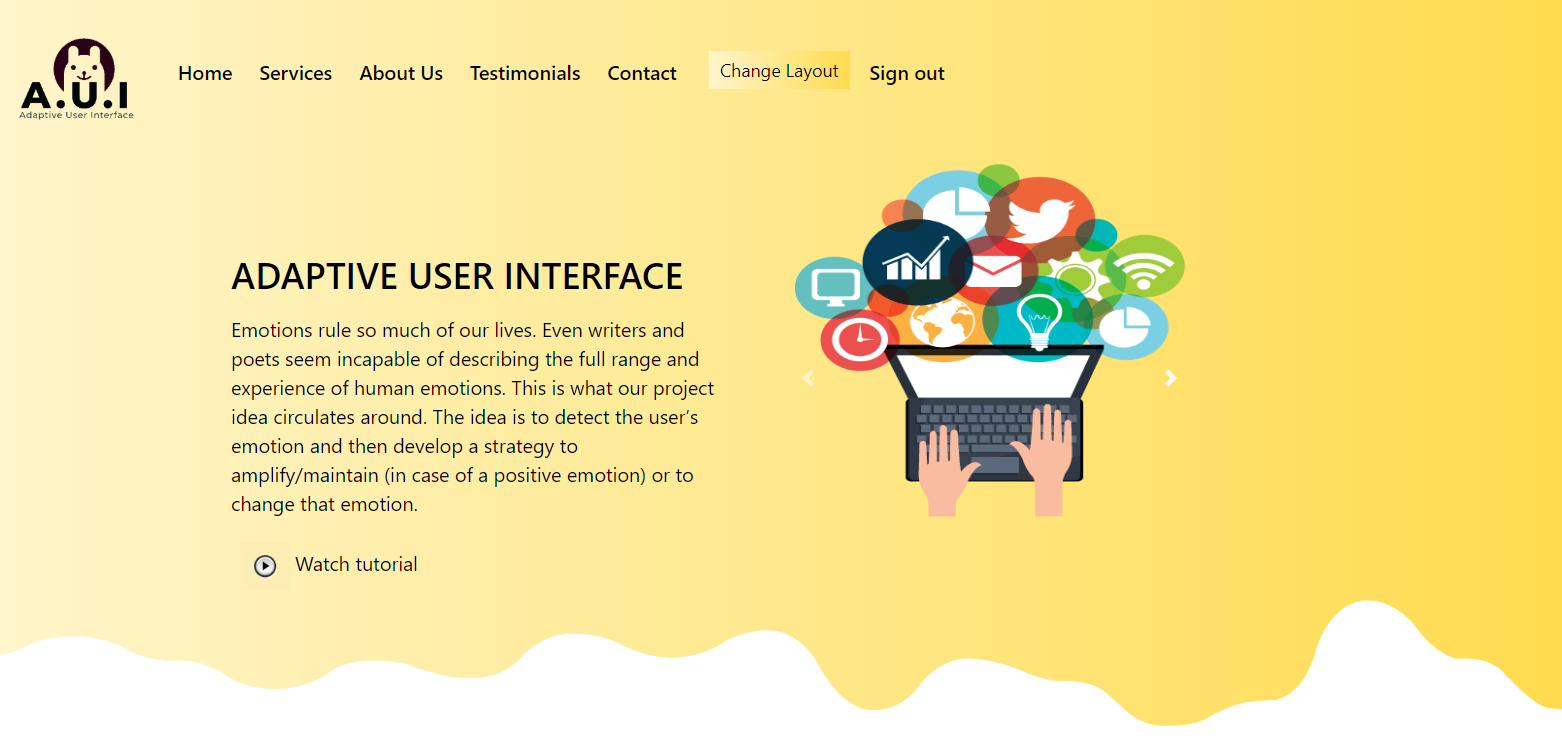 A.U.I
Adaptive User Interface
Home Services About Us Testimonials Contact Change Layout Sign out
ADAPTIVE USER INTERFACE
Emotions rule so much of our lives. Even writers and
poets seem incapable of describing the full range and
experience of human emotions. This is what our project
idea circulates around. The idea is to detect the user’s
emotion and then develop a strategy to
amplify/maintain (in case of a positive emotion) or to
change that emotion.
Watch tutorial